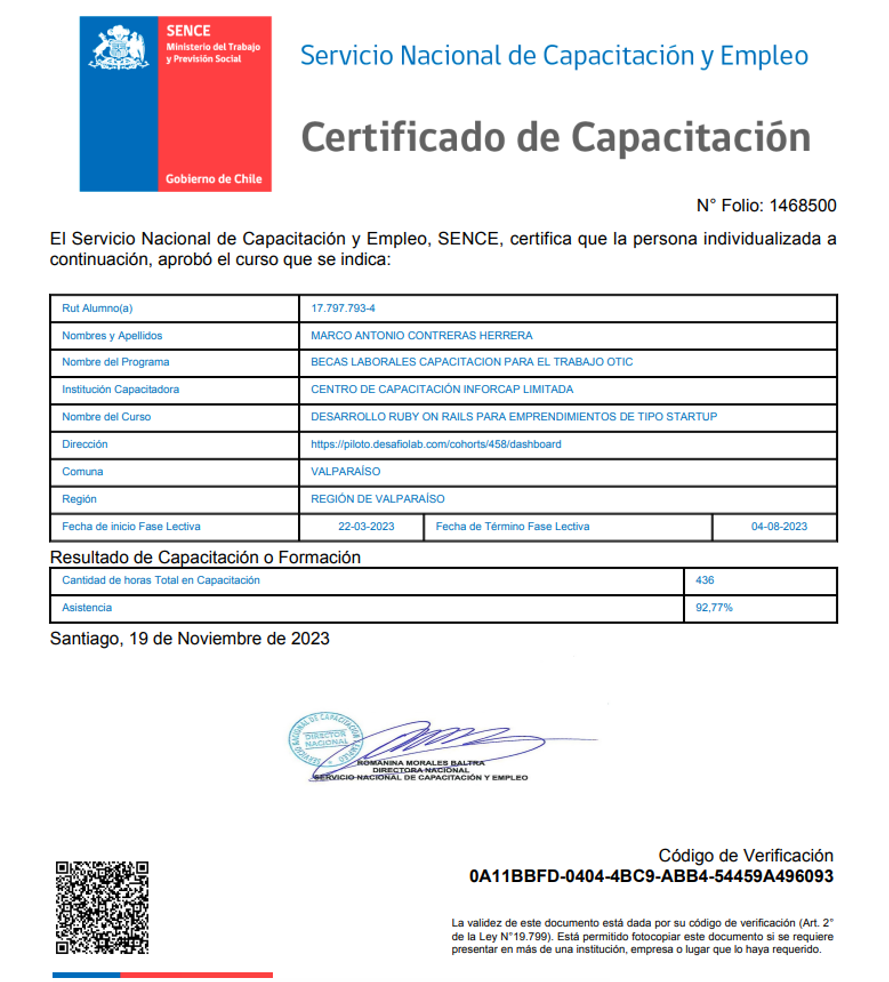 SENCE
Ministerio del Trabajo
y Previsión Social
Gobierno de Chile
Servicio Nacional de Capacitación y Empleo
Certificado de Capacitación
N° Folio: 1468500
El Servicio Nacional de Capacitación y Empleo, SENCE, certifica que la persona individualizada a
continuación, aprobó el curso que se indica:
Rut Alumno(a) 17.797.793-4
Nombres y Apellidos MARCO ANTONIO CONTRERAS HERRERA
Nombre del Programa BECAS LABORALES CAPACITACION PARA EL TRABAJO OTIC
Institución Capacitadora CENTRO DE CAPACITACIÓN INFORCAP LIMITADA
Nombre del Curso DESARROLLO RUBY ON RAILS PARA EMPRENDIMIENTOS DE TIPO STARTUP
Dirección https://piloto.desafiolab.com/cohorts/458/dashboard
Comuna VALPARAÍSO
Región REGIÓN DE VALPARAÍSO
Fecha de inicio Fase Lectiva 22-03-2023 Fecha de Término Fase Lectiva 04-08-2023
Resultado de Capacitación o Formación
Cantidad de horas Total en Capacitación 436
Asistencia 92,77%
Santiago, 19 de Noviembre de 2023
DIRECTOR
NACIONAL
ROMANINA MORALES BALTRA
DIRECTORA NACIONAL
SERVICIO NACIONAL DE CAPACITACIÓN Y EMPLEO
Código de Verificación
0A11BBFD-0404-4BC9-ABB4-54459A496093
La validez de este documento está dada por su código de verificación (Art. 2°
de la Ley N°19.799). Está permitido fotocopiar este documento si se requiere
presentar en más de una institución, empresa o lugar que lo haya requerido.